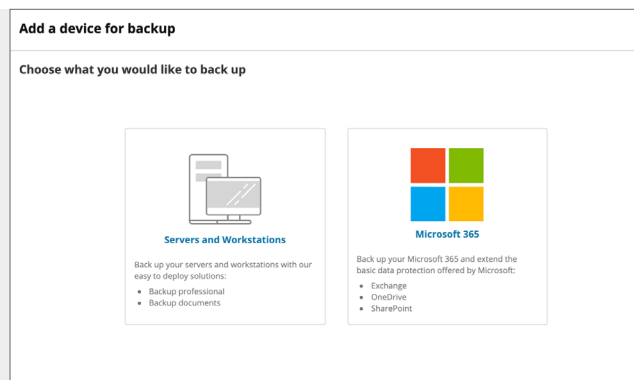 Add a device for backup
Choose what you would like to back up
Servers and Workstations
Back up your servers and workstations with our
easy to deploy solutions:
• Backup professional
• Backup documents
Microsoft 365
Back up your Microsoft 365 and extend the
basic data protection offered by Microsoft:
• Exchange
• OneDrive
• SharePoint